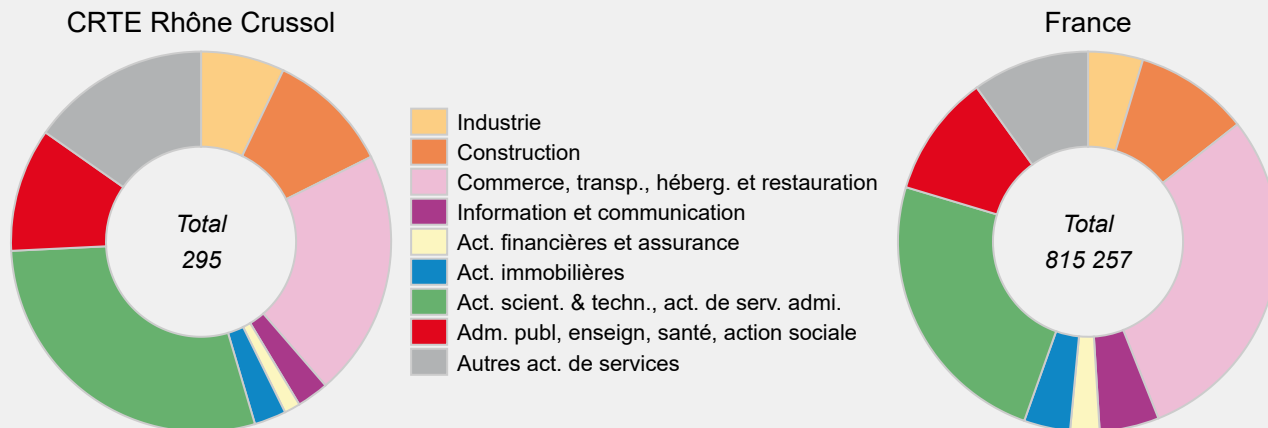 CRTE Rhône Crussol
France
Total
295
Industrie
Construction
Commerce, transp., héberg. et restauration
Information et communication
Act. financières et assurance
Act. immobilières
Act. scient. & techn., act. de serv. admi.
Adm. publ, enseign, santé, action sociale
Autres act. de services
Total
815 257